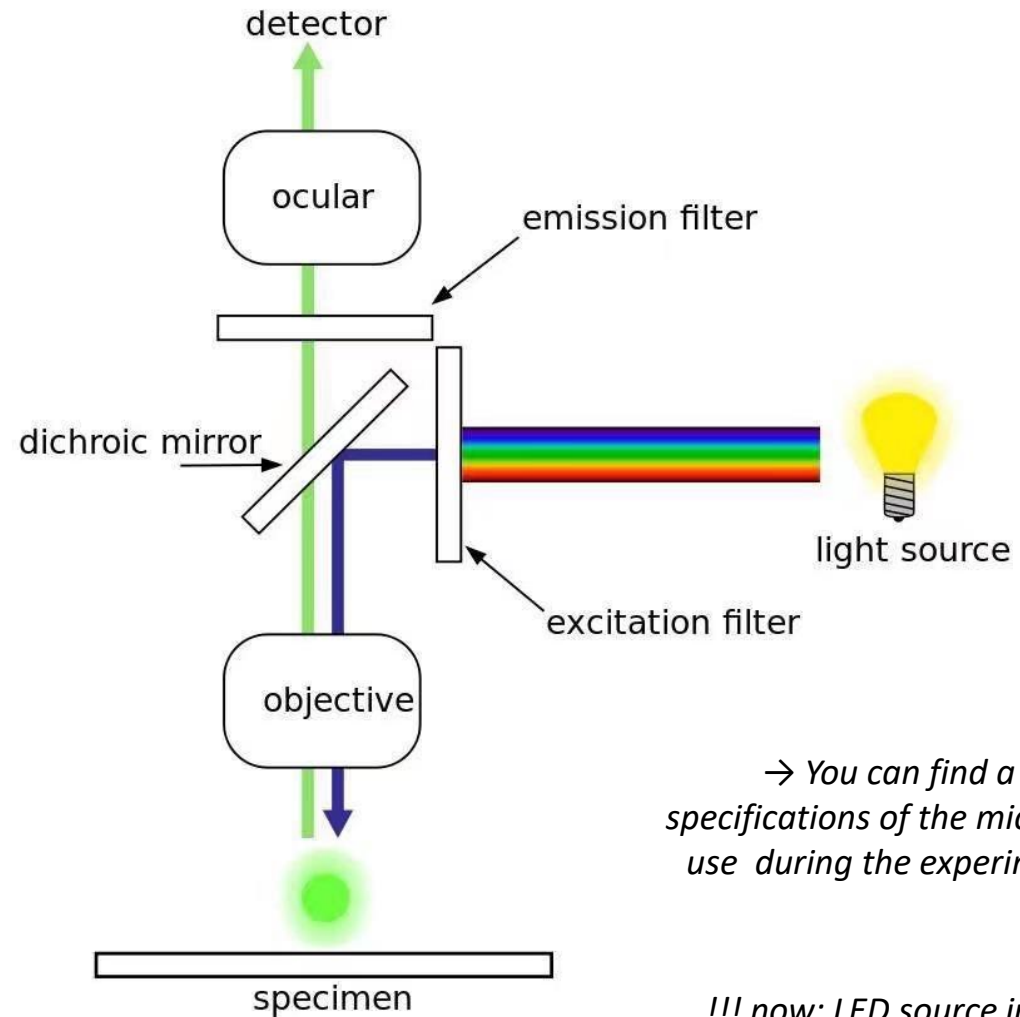 detector
ocular
emission filter
dichroic mirror
light source
excitation filter
objective
→ You can find a
specifications of the mic
use during the experin
specimen
!!! now: LED source i